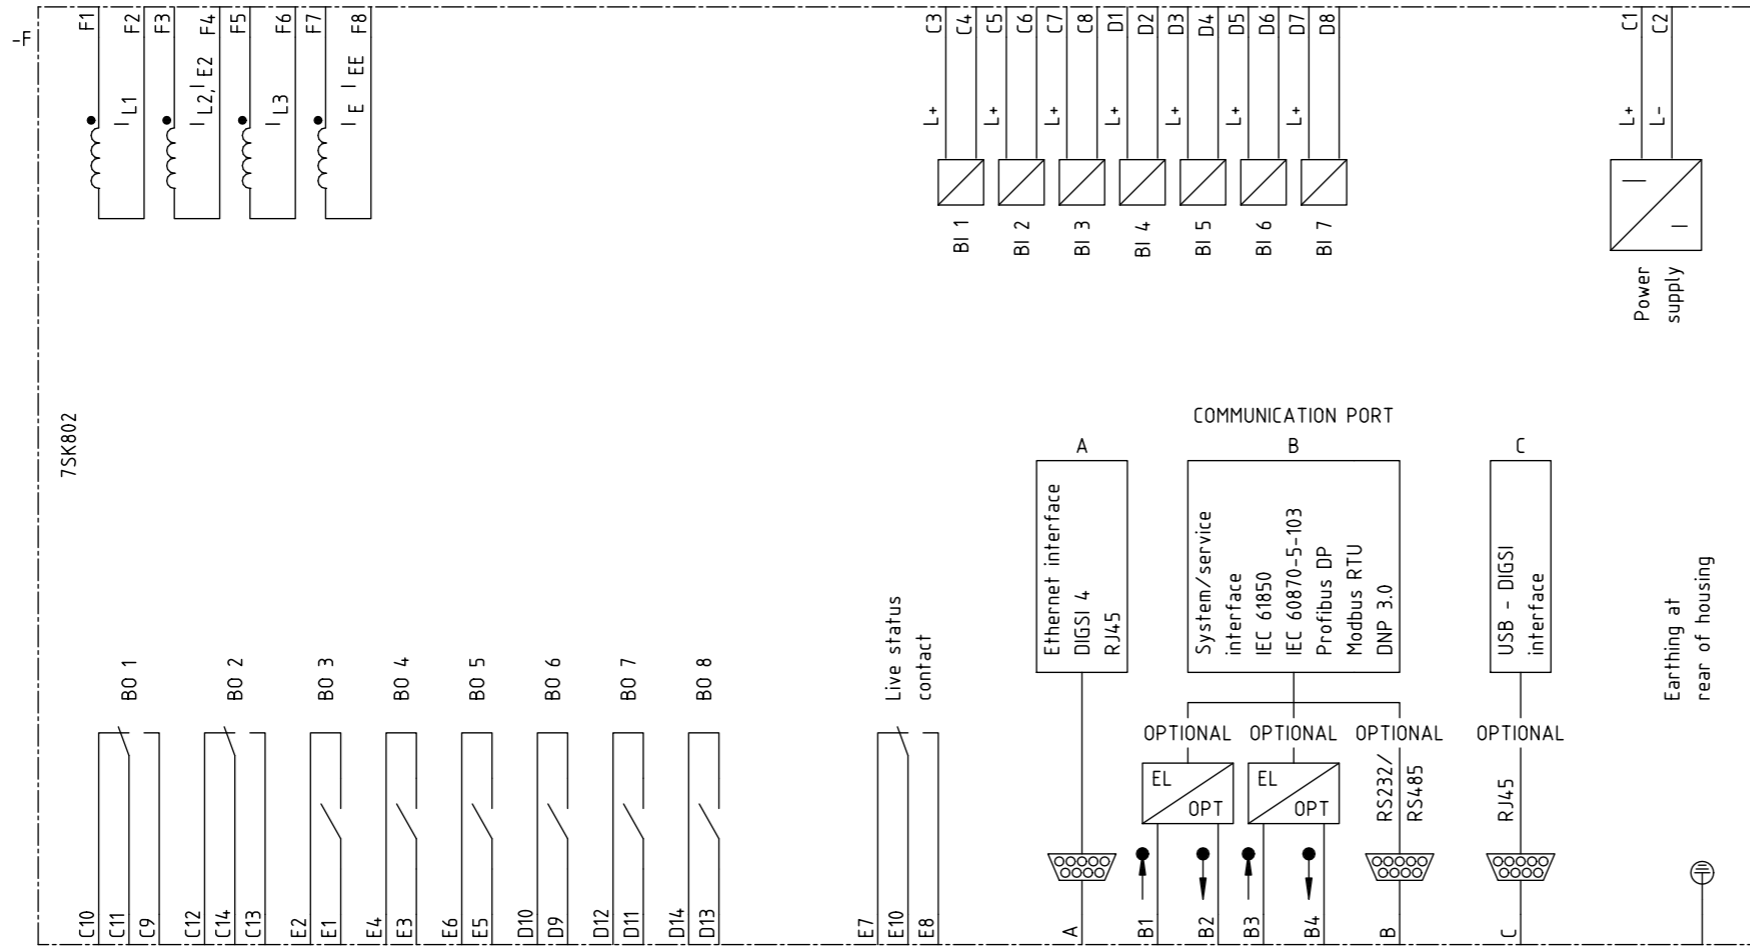 -F
F1
F2
F3
F4
F5
F6
F7
F8
I L1
I L2, I E2
I L3
I E I EE
C3
C4
C5
C6
C7
C8
D1
D2
D3
D4
D5
D6
D7
D8
C1
C2
L+
L+
L+
L+
L+
L+
L+
L+
L-
BI 1
BI 2
BI 3
BI 4
BI 5
BI 6
BI 7
Power
supply
7SK802
COMMUNICATION PORT
A
B
C
Ethernet interface
DIGSI 4
RJ45
System/service
interface
IEC 61850
IEC 60870-5-103
Profibus DP
Modbus RTU
DNP 3.0
USB - DIGSI
interface
Earthing at
rear of housing
BO 1
BO 2
BO 3
BO 4
BO 5
BO 6
BO 7
BO 8
Live status
contact
OPTIONAL
OPTIONAL
OPTIONAL
OPTIONAL
EL
OPT
EL
OPT
RS232/
RS485
RJ45
C10
C11
C9
C12
C14
C13
E2
E1
E4
E3
E6
E5
D10
D9
D12
D11
D14
D13
E7
E10
E8
A
B1
B2
B3
B4
B
C